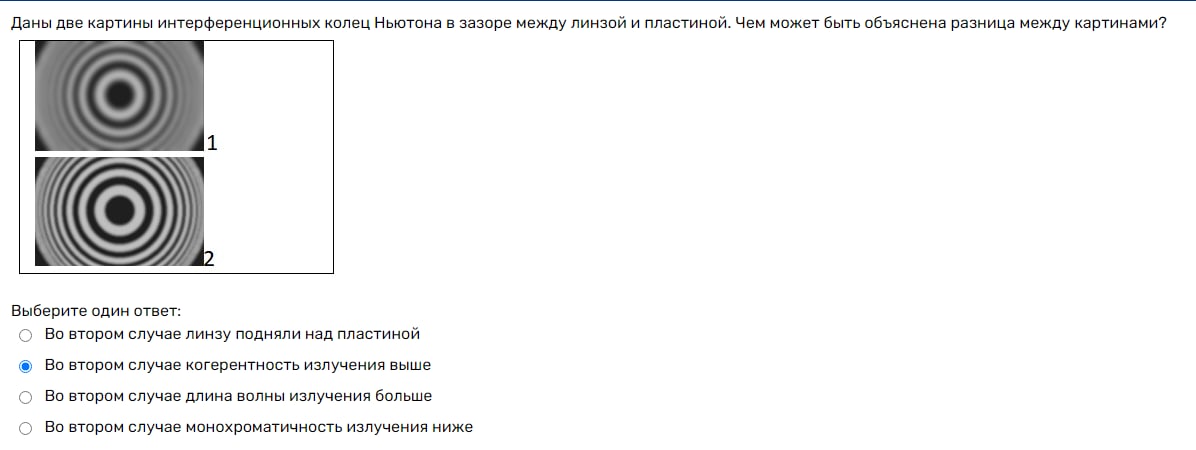 Даны две картины интерференционных колец Ньютона в зазоре между линзой и пластиной. Чем может быть объяснена разница между картинами?
1
2
Выберите один ответ:
Во втором случае линзу подняли над пластиной
Во втором случае когерентность излучения выше
Во втором случае длина волны излучения больше
Во втором случае монохроматичность излучения ниже